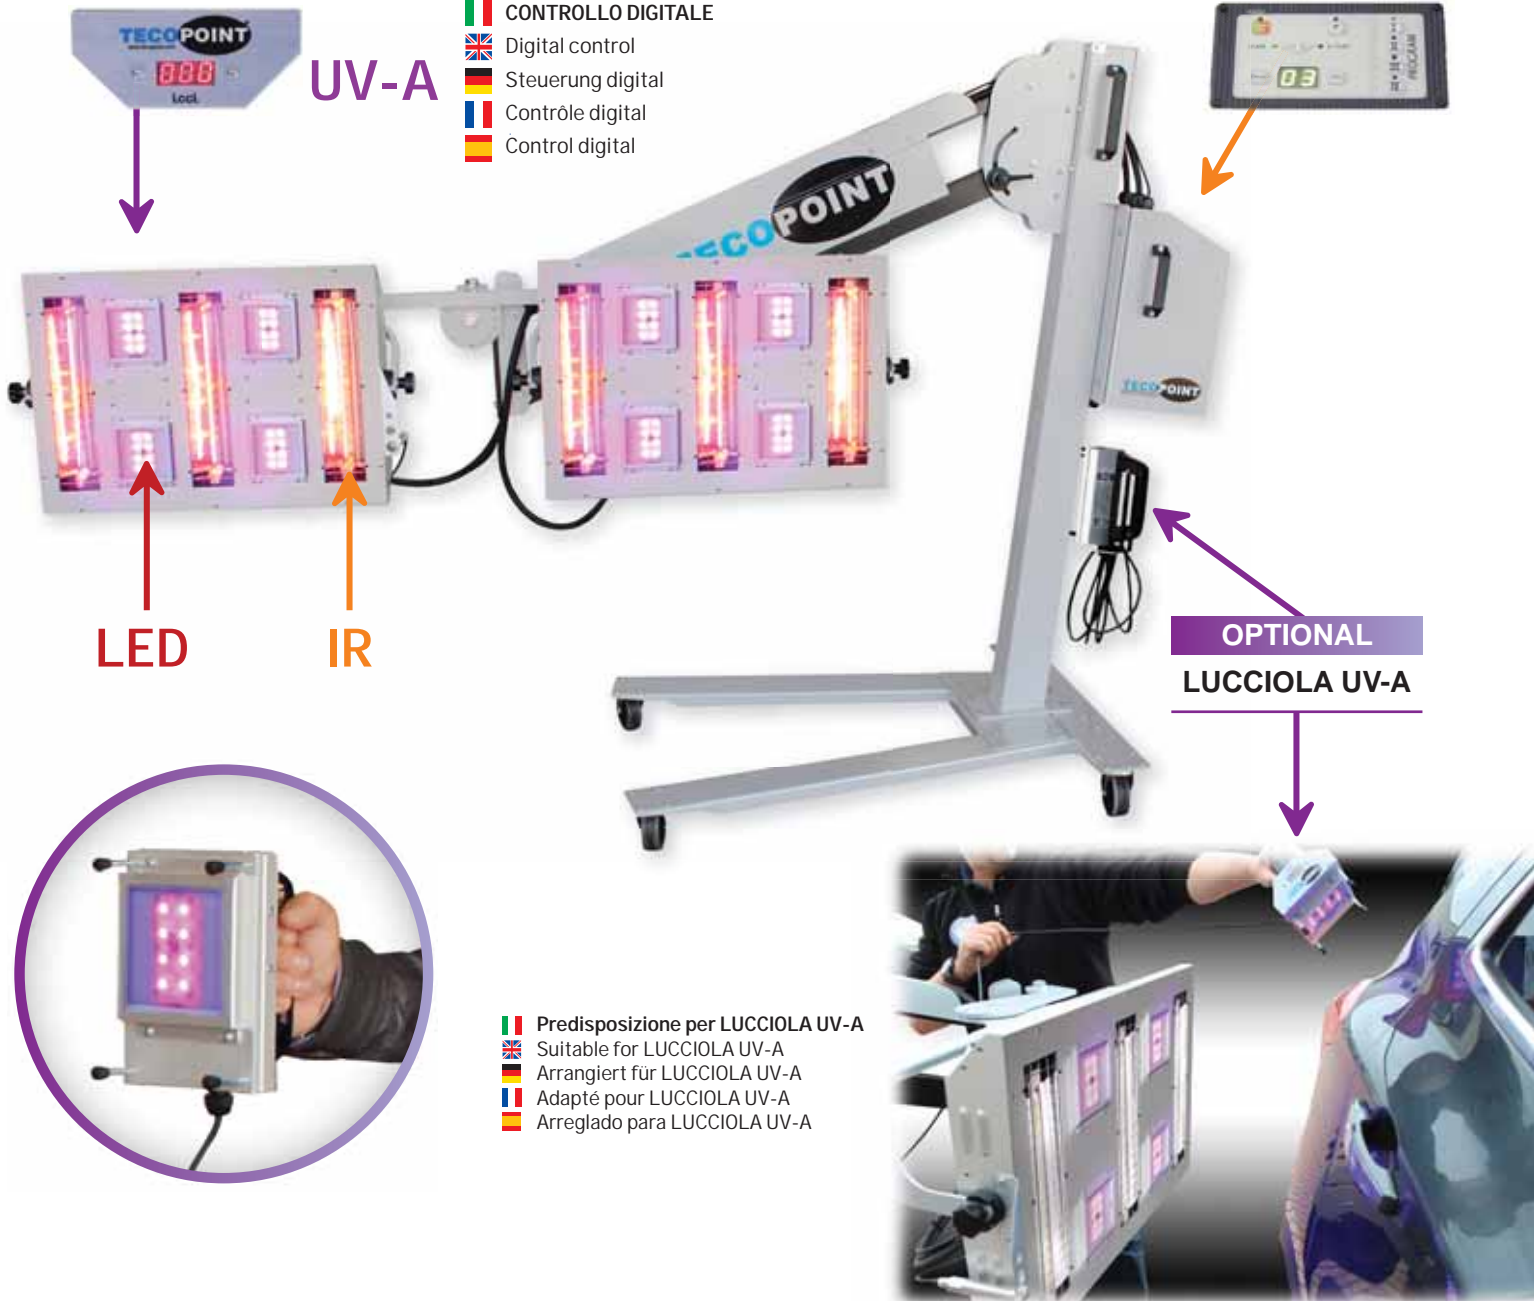 TECOPOINT
000
UV-A
CONTROLLO DIGITALE
Digital control
Steuerung digital
Contrôle digital
Control digital
03
PROGRAM
TECOPOINT
TECOPOINT
LED
IR
OPTIONAL
LUCCIOLA UV-A
Predisposizione per LUCCIOLA UV-A
Suitable for LUCCIOLA UV-A
Arrangiert für LUCCIOLA UV-A
Adapté pour LUCCIOLA UV-A
Arreglado para LUCCIOLA UV-A